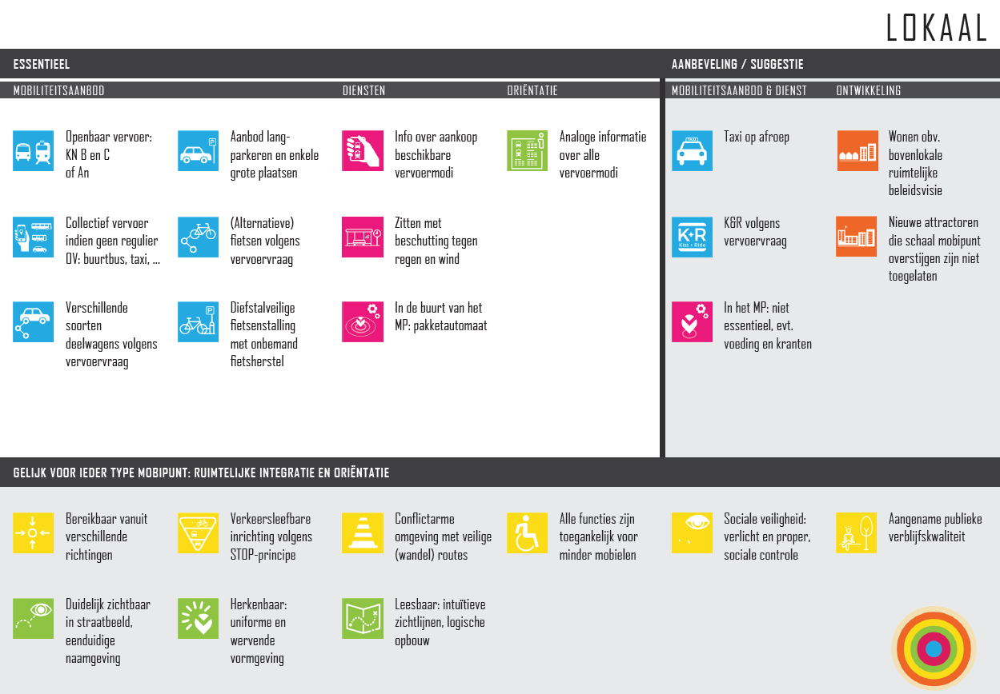 LOKAAL
ESSENTIEEL
MOBILITEITSAANBOD
DIENSTEN
ORIËNTATIE
Openbaar vervoer:
KN B en C
of An
P
Aanbod lang-
parkeren en enkele
grote plaatsen
Info over aankoop
beschikbare
vervoermodi
i
Analoge informatie
over alle
vervoermodi
Collectief vervoer
indien geen regulier
OV: buurtbus, taxi, ...
(Alternatieve)
fietsen volgens
vervoervraag
Zitten met
beschutting tegen
regen en wind
Verschillende
soorten
deelwagens volgens
vervoervraag
P
Diefstalveilige
fietsenstalling
met onbemand
fietsherstel
In de buurt van het
MP: pakketautomaat
AANBEVELING / SUGGESTIE
MOBILITEITSAANBOD & DIENST
ONTWIKKELING
TAXI
Taxi op afroep
Wonen obv.
bovenlokale
ruimtelijke
beleidsvisie
K+R
Kiss + Ride
K&R volgens
vervoervraag
Nieuwe attractoren
die schaal mobipunt
overstijgen zijn niet
toegelaten
In het MP: niet
essentieel, evt.
voeding en kranten
GELIJK VOOR IEDER TYPE MOBIPUNT: RUIMTELIJKE INTEGRATIE EN ORIËNTATIE
Bereikbaar vanuit
verschillende
richtingen
Verkeersleefbare
inrichting volgens
STOP-principe
Conflictarme
omgeving met veilige
(wandel) routes
Alle functies zijn
toegankelijk voor
minder mobielen
Sociale veiligheid:
verlicht en proper,
sociale controle
Aangename publieke
verblijfskwaliteit
Duidelijk zichtbaar
in straatbeeld,
eenduidige
naamgeving
Herkenbaar:
uniforme en
wervende
vormgeving
Leesbaar: intuïtieve
zichtlijnen, logische
opbouw